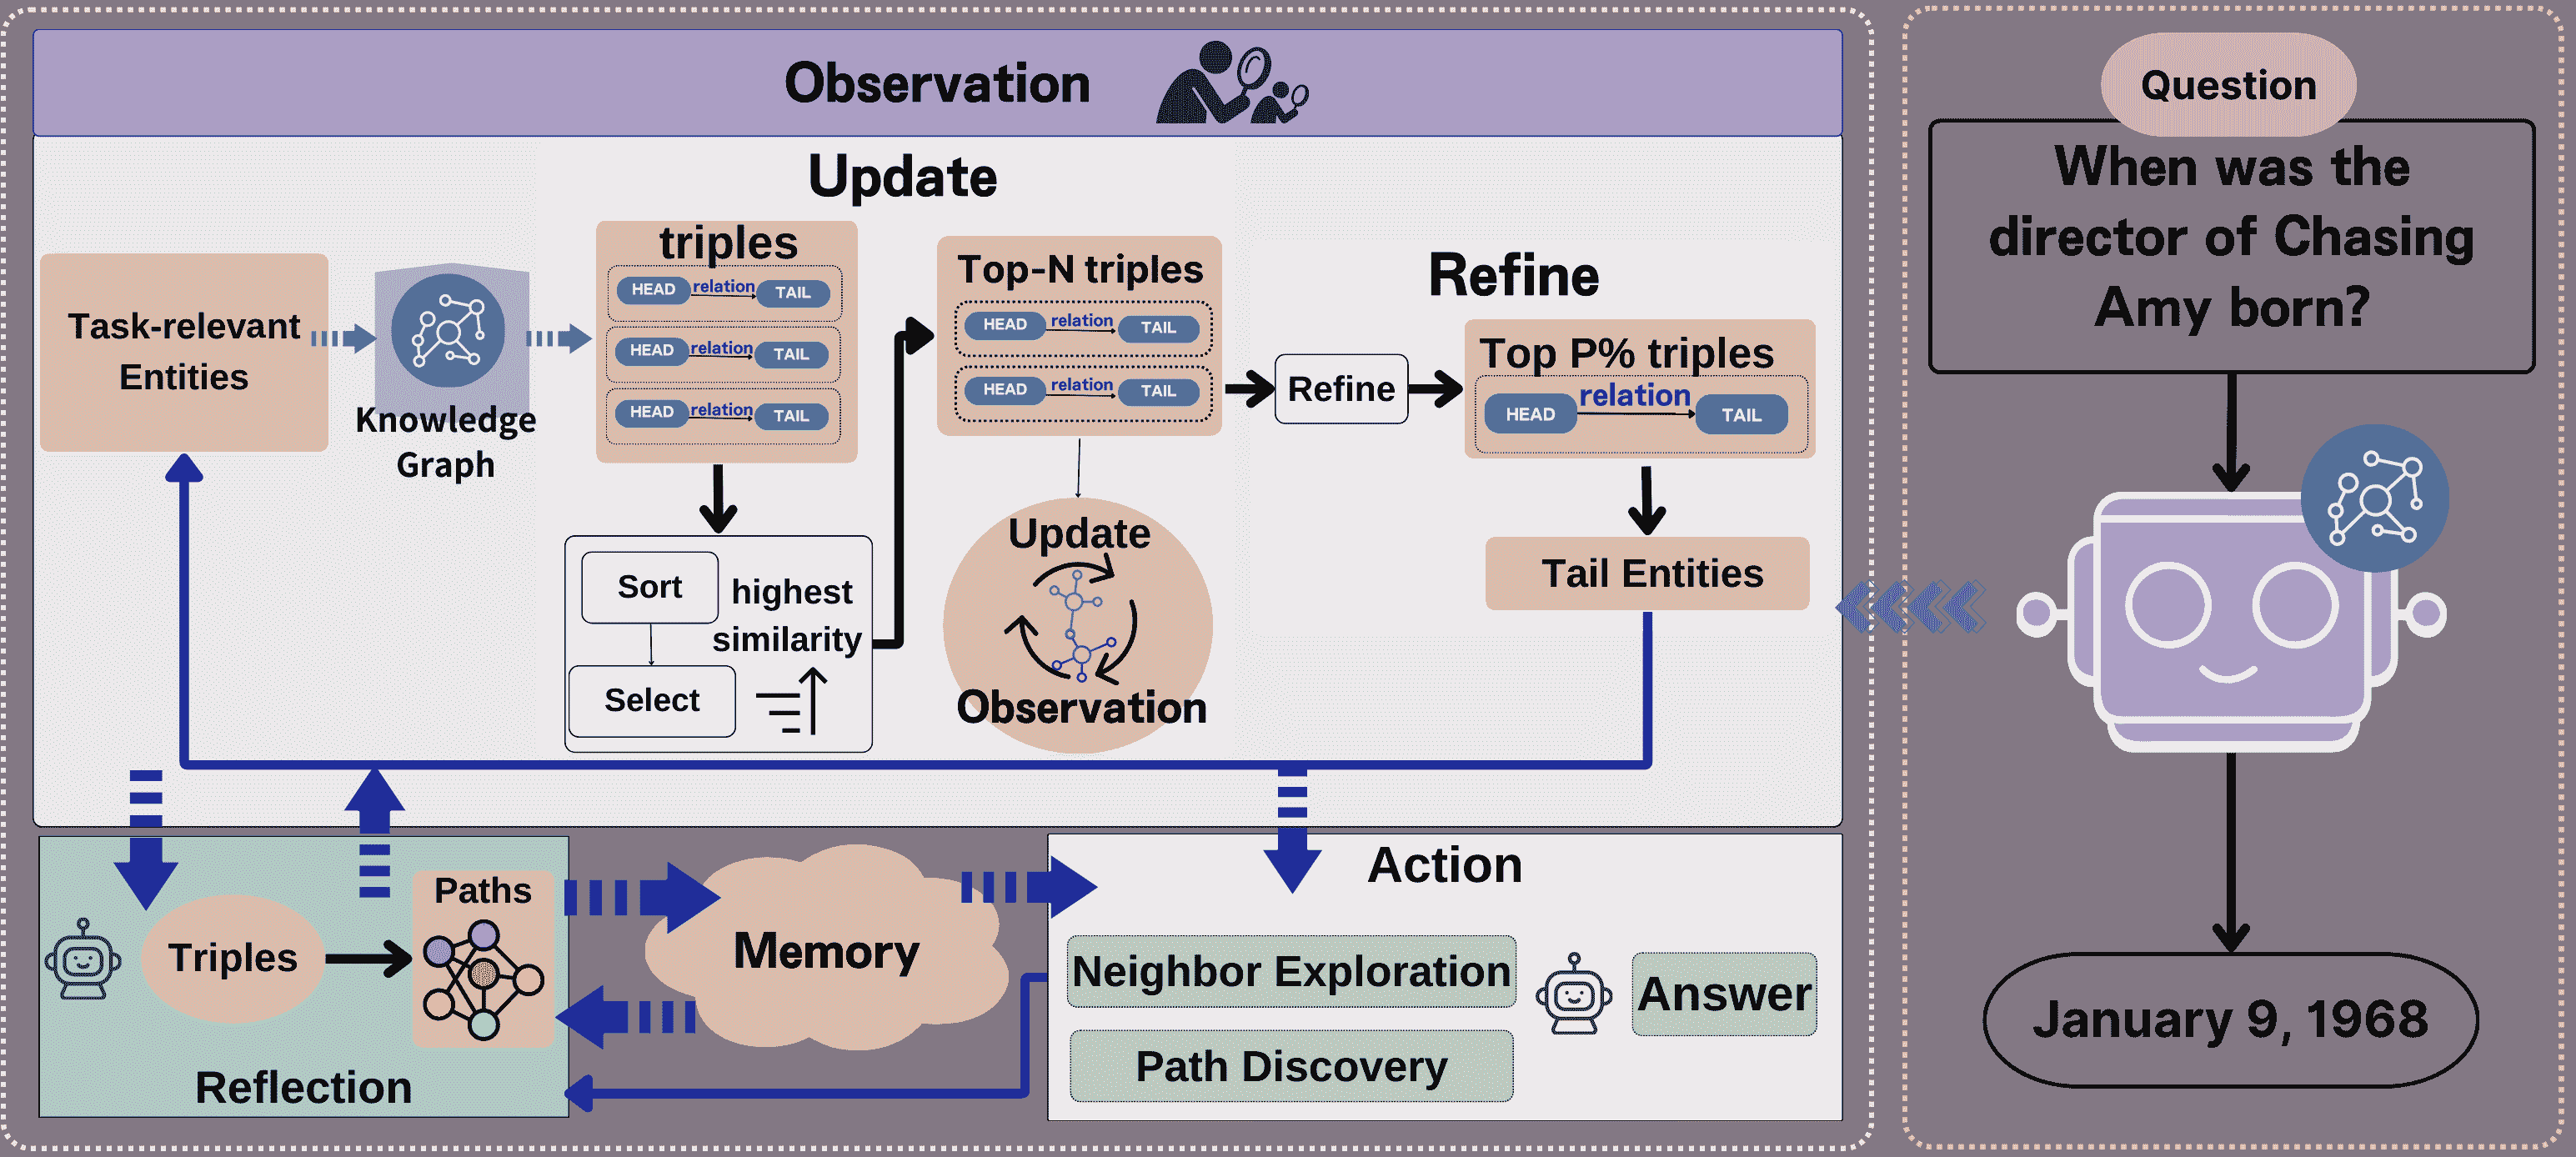 Observation
Update
triples
HEAD relation TAIL
HEAD relation TAIL
HEAD relation TAIL
Top-N triples
HEAD relation TAIL
HEAD relation TAIL
Refine
Top P% triples
HEAD relation TAIL
Task-relevant
Entities
Knowledge
Graph
Refine
Sort
Select
highest
similarity
Update
Observation
Tail Entities
Triples
Paths
Reflection
Memory
Action
Neighbor Exploration
Path Discovery
Answer
Question
When was the
director of Chasing
Amy born?
January 9, 1968